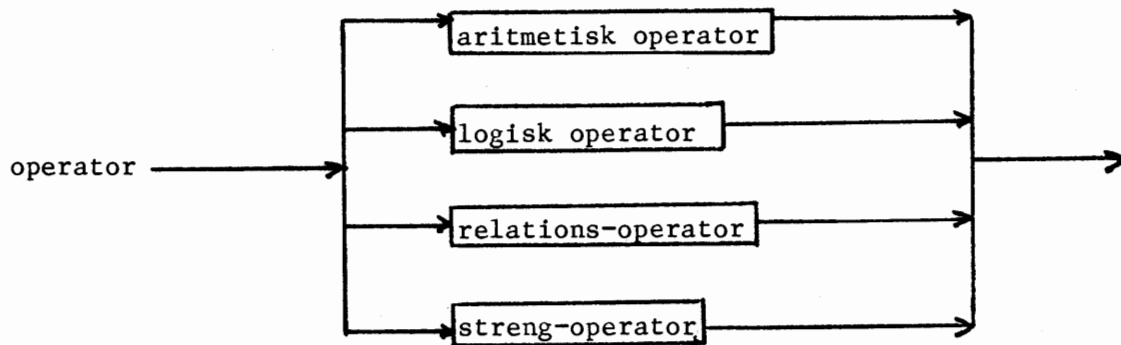 aritmetisk operator
logisk operator
operator
relations-operator
streng-operator